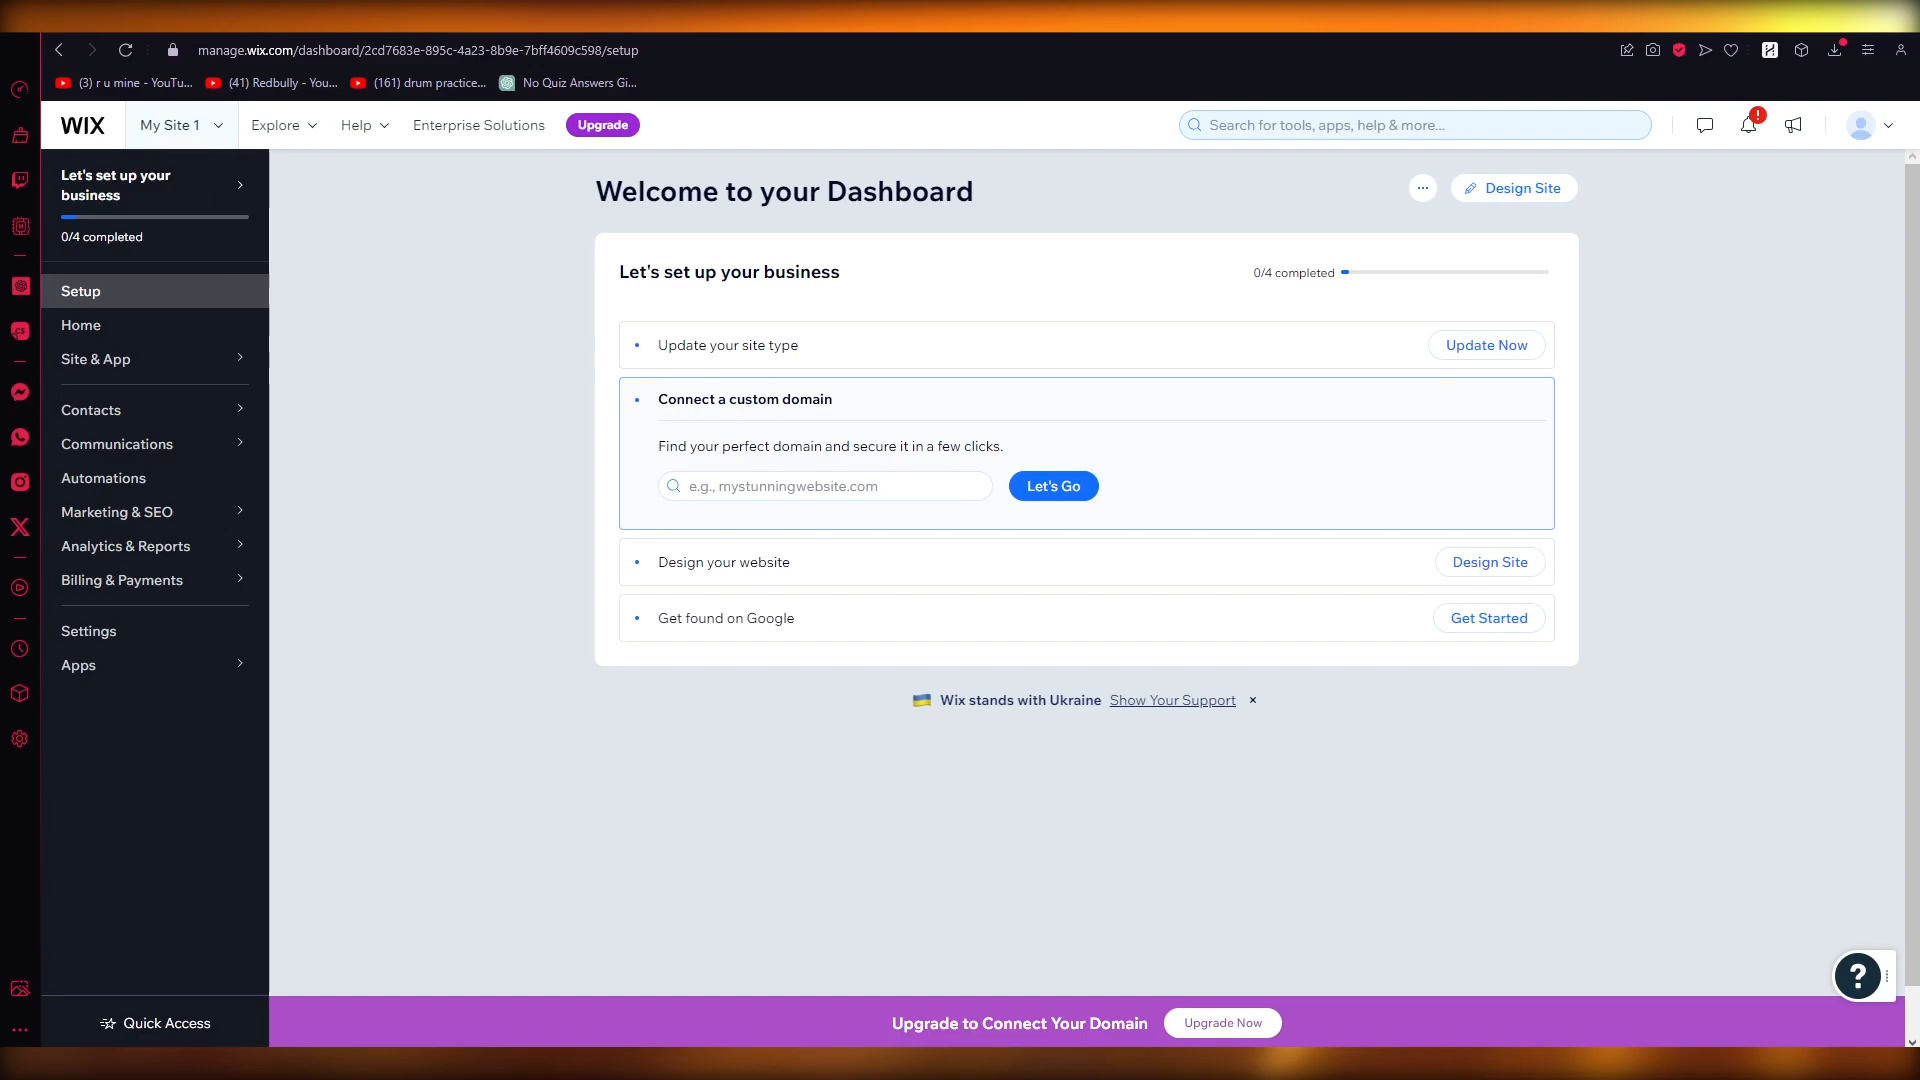 manage.wix.com/dashboard/2cd7683e-895c-4a23-8b9e-7bff4609c598/setup
(3) r u mine - YouTu... (41) Redbully - You... (161) drum practice... No Quiz Answers Gi...
WIX My Site 1 Explore Help Enterprise Solutions Upgrade Search for tools, apps, help & more... !
Let's set up your
business
0/4 completed
Setup
Home
Site & App
Contacts
Communications
Automations
Marketing & SEO
Analytics & Reports
Billing & Payments
Settings
Apps
Quick Access
Welcome to your Dashboard
Design Site
Let's set up your business 0/4 completed
Update your site type Update Now
Connect a custom domain
Find your perfect domain and secure it in a few clicks.
e.g., mystunningwebsite.com Let's Go
Design your website Design Site
Get found on Google Get Started
Wix stands with Ukraine Show Your Support ×
?
Upgrade to Connect Your Domain Upgrade Now